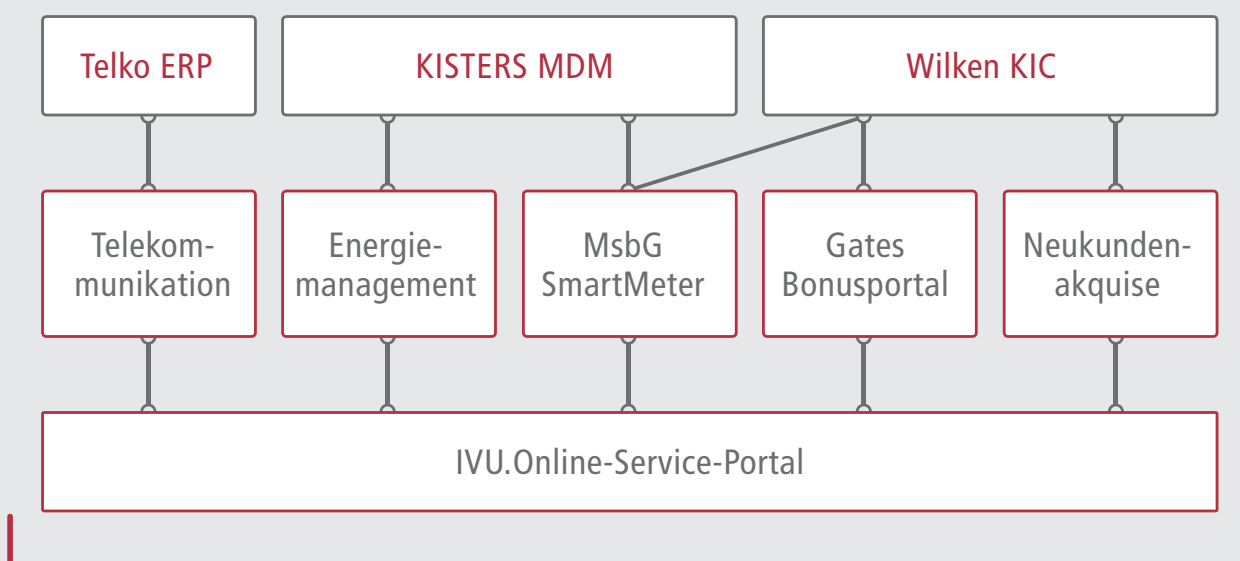 Telko ERP
KISTERS MDM
Wilken KIC
Telekom-
munikation
Energie-
management
MsbG
SmartMeter
Gates
Bonusportal
Neukunden-
akquise
IVU.Online-Service-Portal